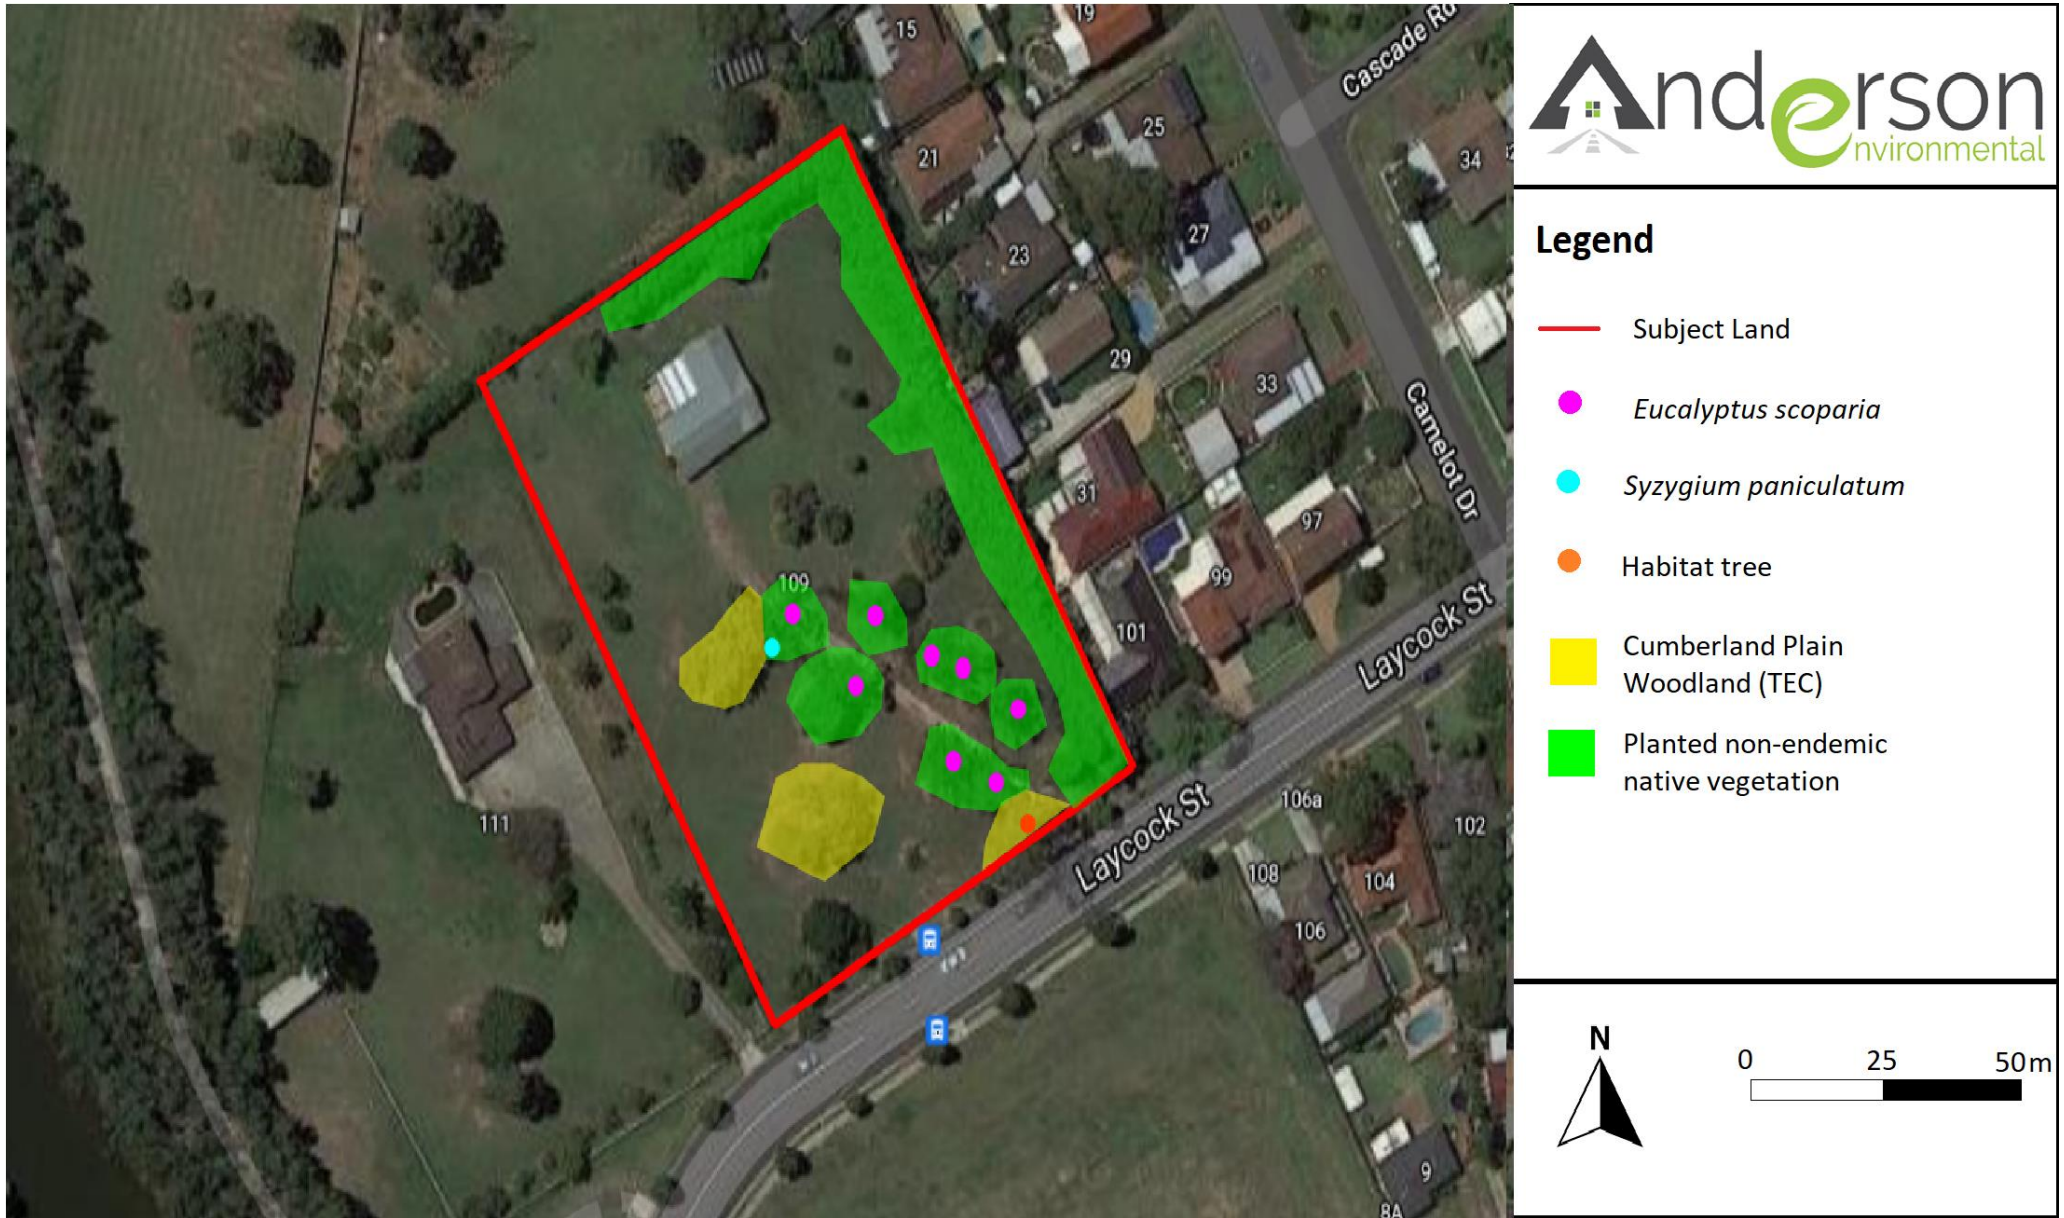 15
19
Cascade Rd
21
25
34
23
27
29
33
Camelot Dr
31
97
99
109
101
Laycock St
Laycock St
111
106a
102
108
104
106
9
8A
Anderson
nvironmental
Legend
Subject Land
Eucalyptus scoparia
Syzygium paniculatum
Habitat tree
Cumberland Plain
Woodland (TEC)
Planted non-endemic
native vegetation
N
0 25 50m